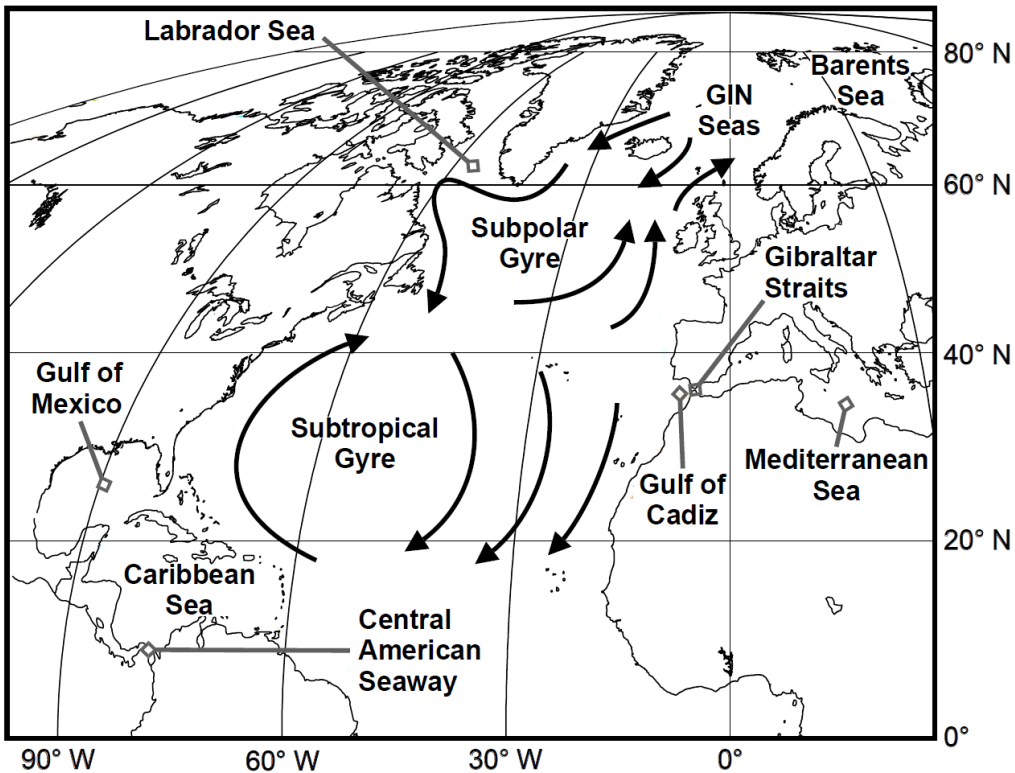 Labrador Sea
80° N
Barents
Sea
GIN
Seas
60° N
Subpolar
Gyre
Gibraltar
Straits
40° N
Gulf of
Mexico
Subtropical
Gyre
Mediterranean
Sea
Gulf of
Cadiz
20° N
Caribbean
Sea
Central
American
Seaway
0°
90° W
60° W
30° W
0°